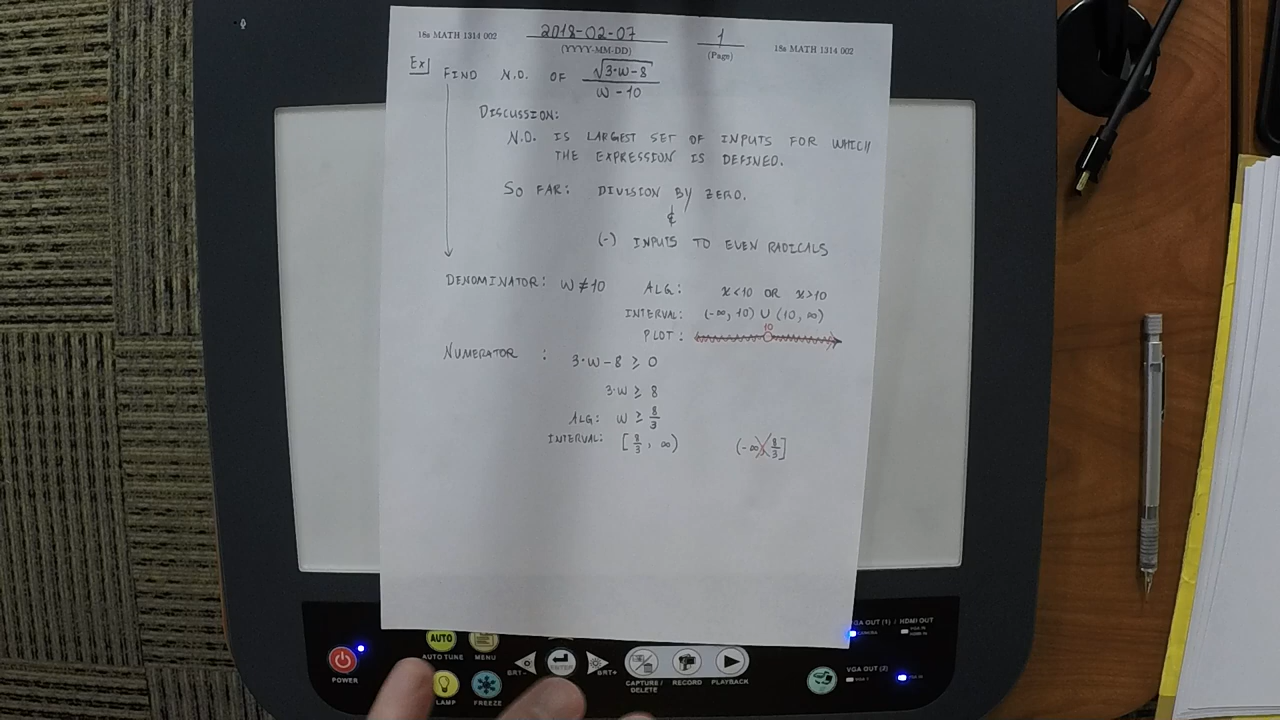 18s MATH 1314 002 2018-02-07 1 18s MATH 1314 002
(YYYY-MM-DD) (Page)
Ex] FIND N.D. OF √(3·W-8) / (W-10)
DISCUSSION:
N.D. IS LARGEST SET OF INPUTS FOR WHICH
THE EXPRESSION IS DEFINED.
SO FAR: DIVISION BY ZERO.
&
(-) INPUTS TO EVEN RADICALS
DENOMINATOR: W ≠ 10 ALG: x<10 OR x>10
INTERVAL: (-∞, 10) ∪ (10, ∞)
PLOT: 10
NUMERATOR : 3·W-8 ≥ 0
3·W ≥ 8
ALG: W ≥ 8/3
INTERVAL: [8/3, ∞) (-∞, 8/3]
POWER AUTO TUNE MENU BRT- ENTER BRT+ CAPTURE / DELETE RECORD PLAYBACK
AUTO
LAMP FREEZE
VGA OUT (1) / HDMI OUT
CAMERA
VGA OUT (2)